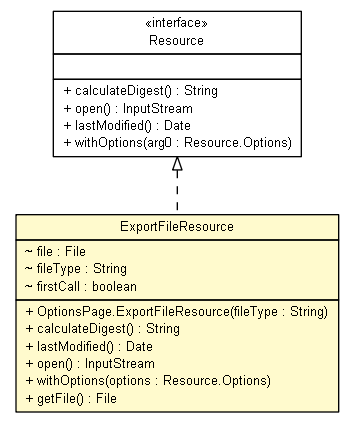 «interface»
Resource
+ calculateDigest() : String
+ open() : InputStream
+ lastModified() : Date
+ withOptions(arg0 : Resource.Options)
ExportFileResource
~ file : File
~ fileType : String
~ firstCall : boolean
+ OptionsPage.ExportFileResource(fileType : String)
+ calculateDigest() : String
+ lastModified() : Date
+ open() : InputStream
+ withOptions(options : Resource.Options)
+ getFile() : File